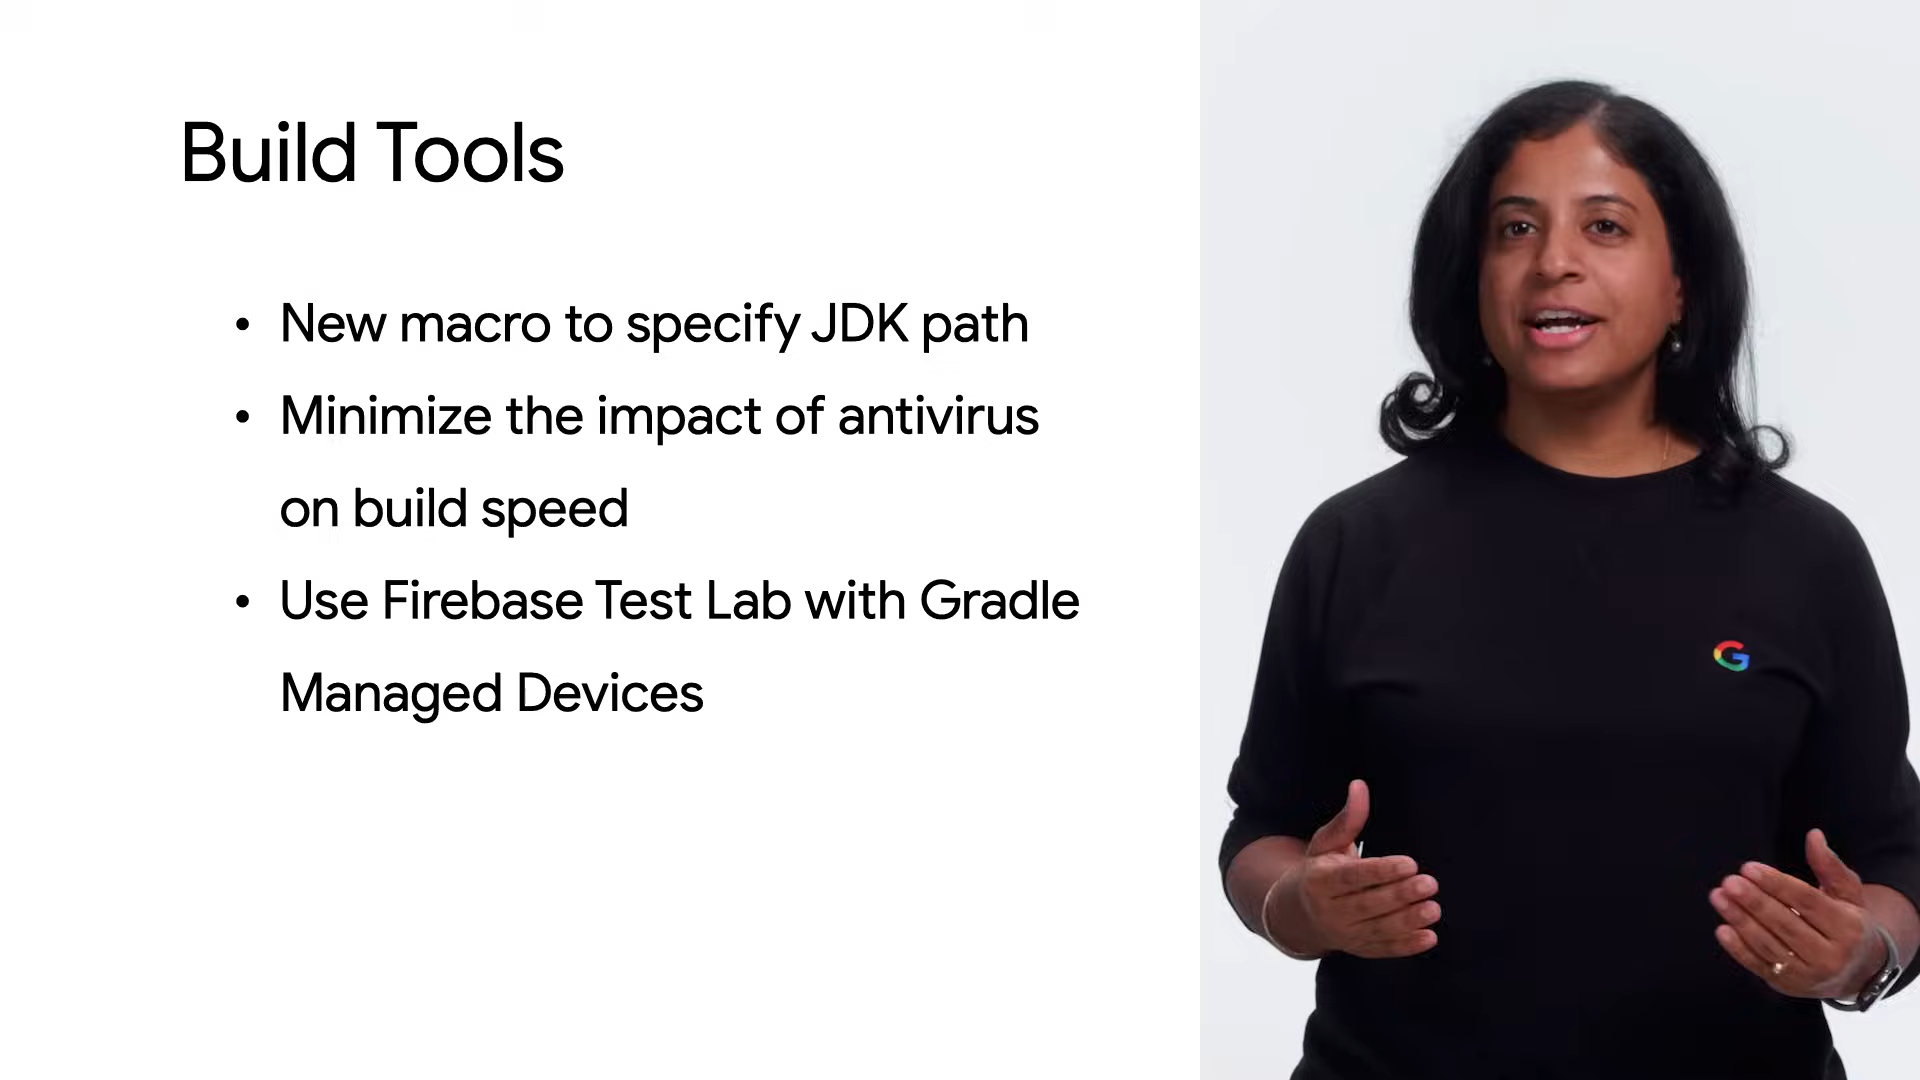 Build Tools
• New macro to specify JDK path
• Minimize the impact of antivirus
on build speed
• Use Firebase Test Lab with Gradle
Managed Devices
G